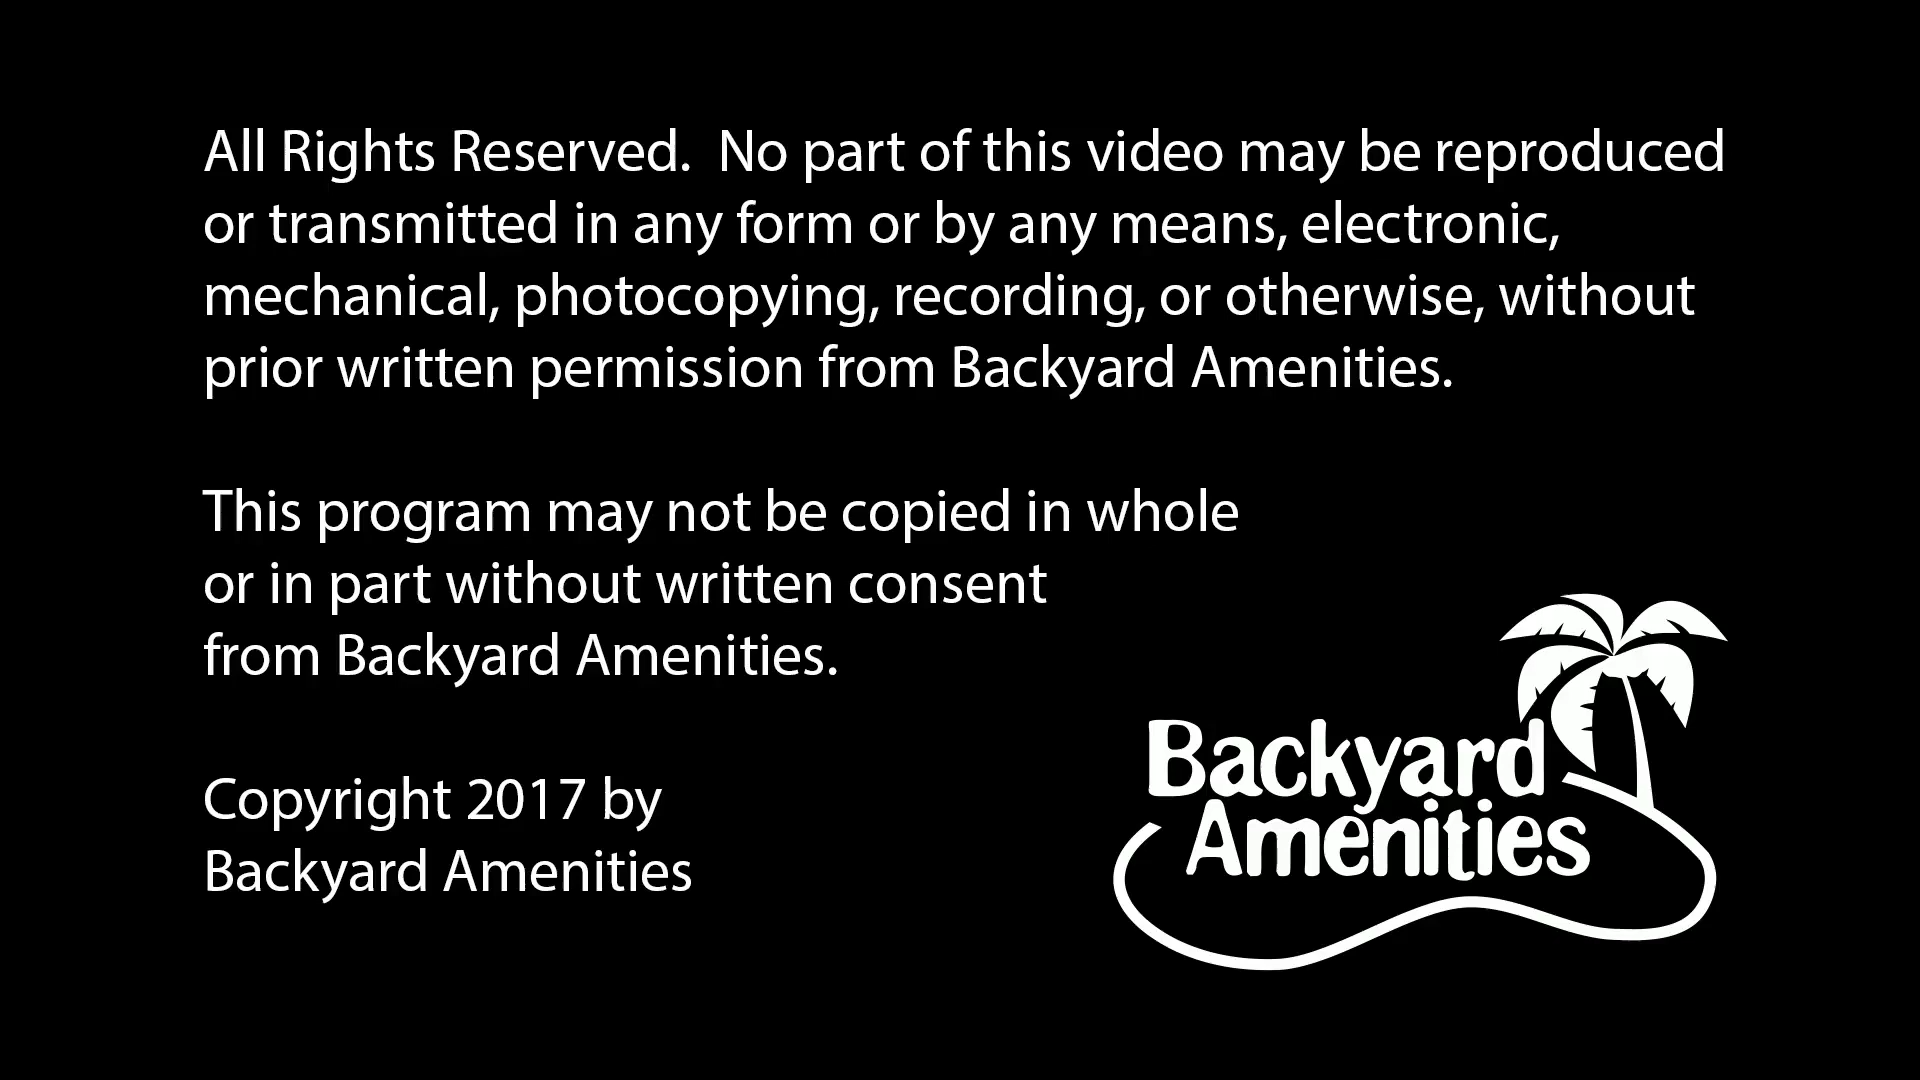 All Rights Reserved.  No part of this video may be reproduced
or transmitted in any form or by any means, electronic,
mechanical, photocopying, recording, or otherwise, without
prior written permission from Backyard Amenities.
This program may not be copied in whole
or in part without written consent
from Backyard Amenities.
Copyright 2017 by
Backyard Amenities
Backyard
Amenities